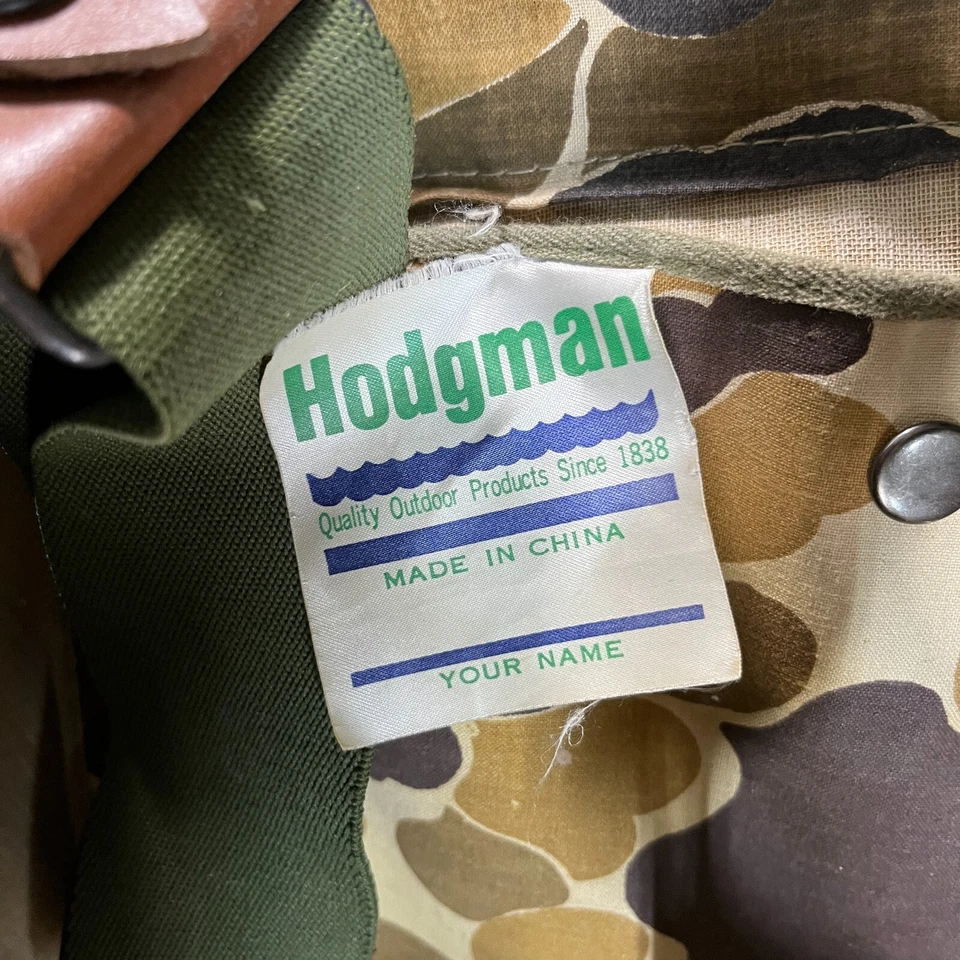 Hodgman
Quality Outdoor Products Since 1838
MADE IN CHINA
YOUR NAME